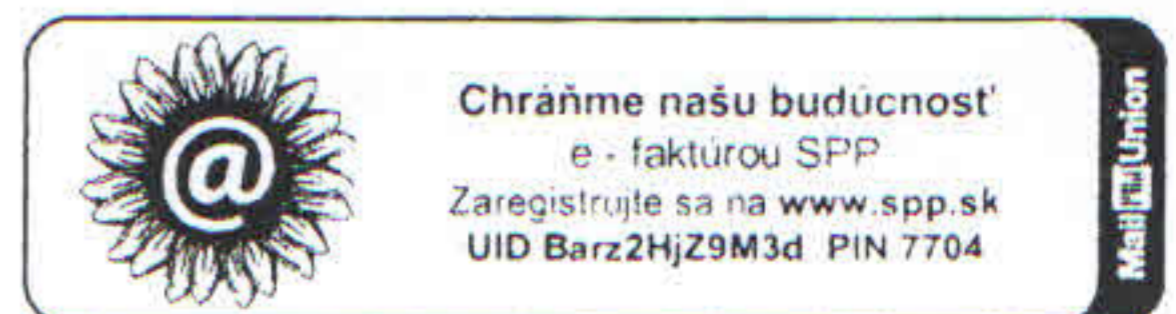 @
Chráňme našu budúcnosť
e - faktúrou SPP
Zaregistrujte sa na www.spp.sk
UID Barz2HjZ9M3d PIN 7704
Mail Union